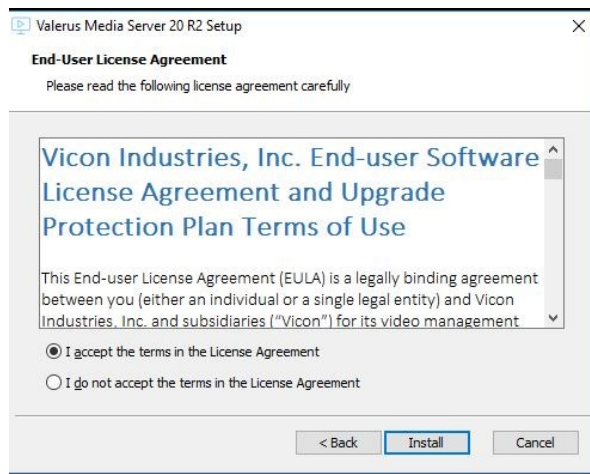 Valerus Media Server 20 R2 Setup
End-User License Agreement
Please read the following license agreement carefully
Vicon Industries, Inc. End-user Software
License Agreement and Upgrade
Protection Plan Terms of Use
This End-user License Agreement (EULA) is a legally binding agreement
between you (either an individual or a single legal entity) and Vicon
Industries, Inc. and subsidiaries (“Vicon”) for its video management
I accept the terms in the License Agreement
I do not accept the terms in the License Agreement
< Back Install Cancel